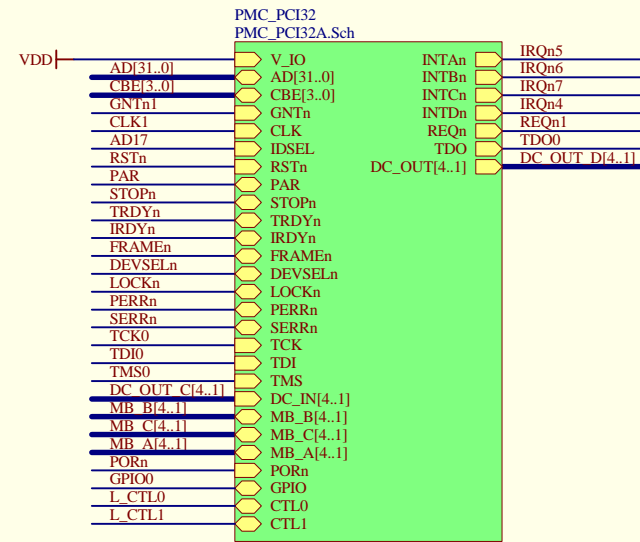 PMC_PCI32
PMC_PCI32A.Sch
VDD V_IO INTAn IRQn5
AD[31..0] AD[31..0] INTBn IRQn6
CBE[3..0] CBE[3..0] INTCn IRQn7
GNTn1 GNTn INTDn IRQn4
CLK1 CLK REQn REQn1
AD17 IDSEL TDO TDO0
RSTn RSTn DC_OUT[4..1] DC_OUT_D[4..1]
PAR PAR
STOPn STOPn
TRDYn TRDYn
IRDYn IRDYn
FRAMEn FRAMEn
DEVSELn DEVSELn
LOCKn LOCKn
PERRn PERRn
SERRn SERRn
TCK0 TCK
TDI0 TDI
TMS0 TMS
DC_OUT_C[4..1] DC_IN[4..1]
MB_B[4..1] MB_B[4..1]
MB_C[4..1] MB_C[4..1]
MB_A[4..1] MB_A[4..1]
PORn PORn
GPIO0 GPIO
L_CTL0 CTL0
L_CTL1 CTL1